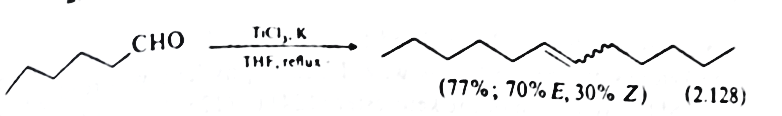 CHO
TiCl3, K
THF, reflux
(77%; 70% E, 30% Z) (2.128)